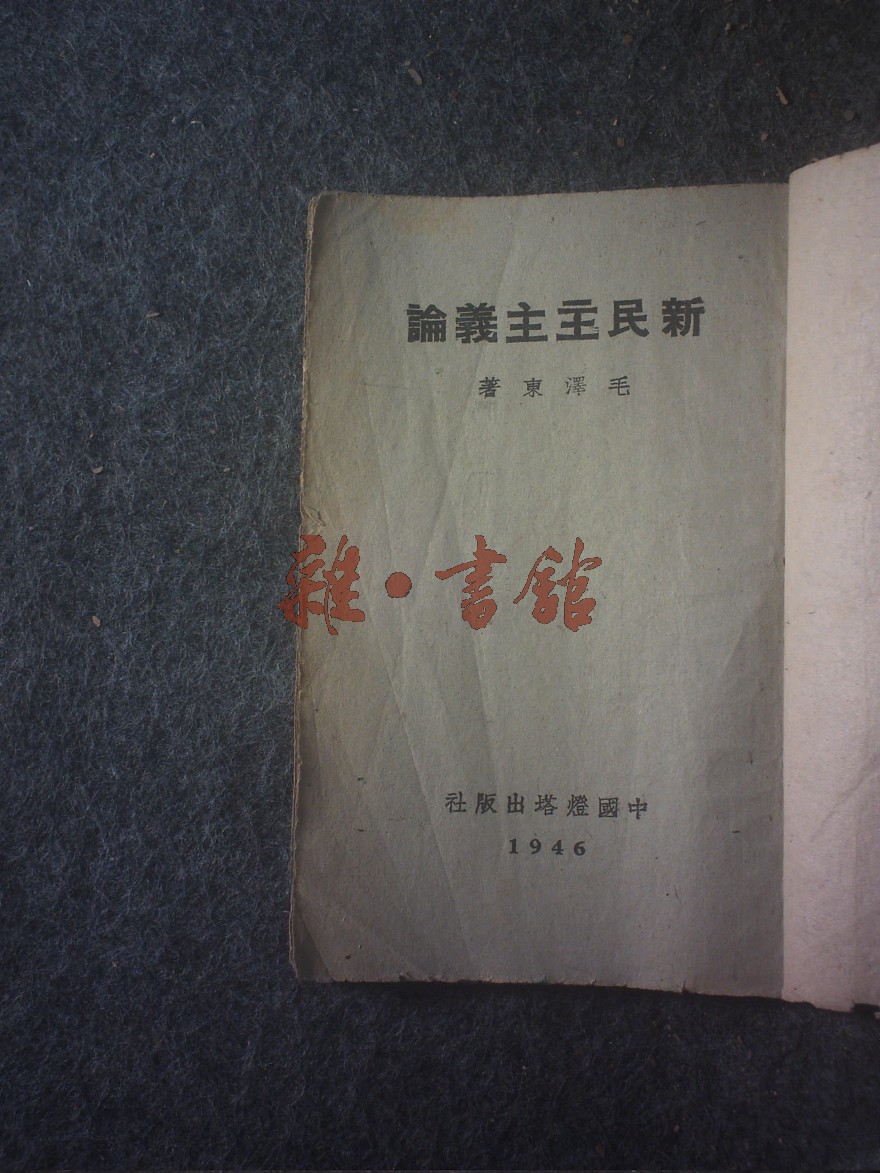 新民主主義論
毛澤東著
雜·書館
中國燈塔出版社
1946